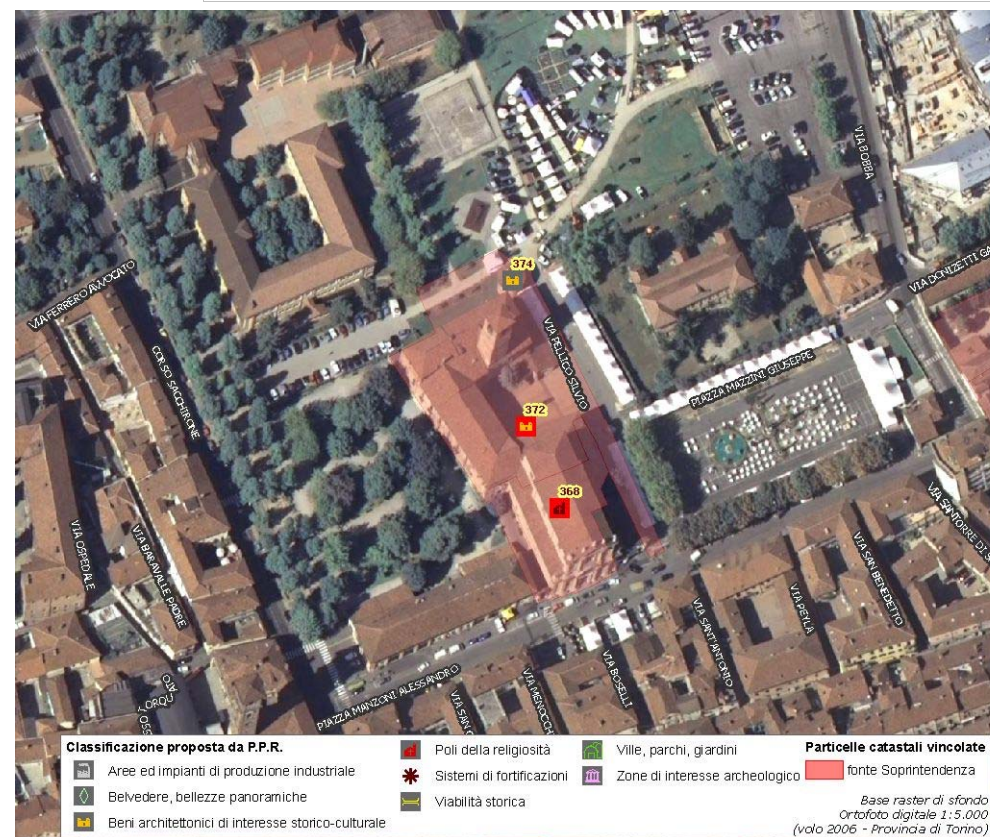 VIA BOBBA
VIA DONIZETTI GA
374
VIA FERRERO AVVOCATO
VIA PELLICO SILVIO
CORSO SACCHIRONE
PIAZZA MAZZINI GIUSEPPE
372
368
VIA SANTORRE DI S
VIA OSPEDALE
VIA BARAVALLE PADRE
VIA SAN BENEDETTO
VIA PEYLA
VIA SANT'ANTONIO
VIA BOSELLI
VIA MENOCCH
PIAZZA MANZONI ALESSANDRO
Classificazione proposta da P.P.R.
Aree ed impianti di produzione industriale
Belvedere, bellezze panoramiche
Beni architettonici di interesse storico-culturale
Poli della religiosità
Sistemi di fortificazioni
Viabilità storica
Ville, parchi, giardini
Zone di interesse archeologico
Particelle catastali vincolate
fonte Soprintendenza
Base raster di sfondo
Ortofoto digitale 1:5.000
(volo 2006 - Provincia di Torino)